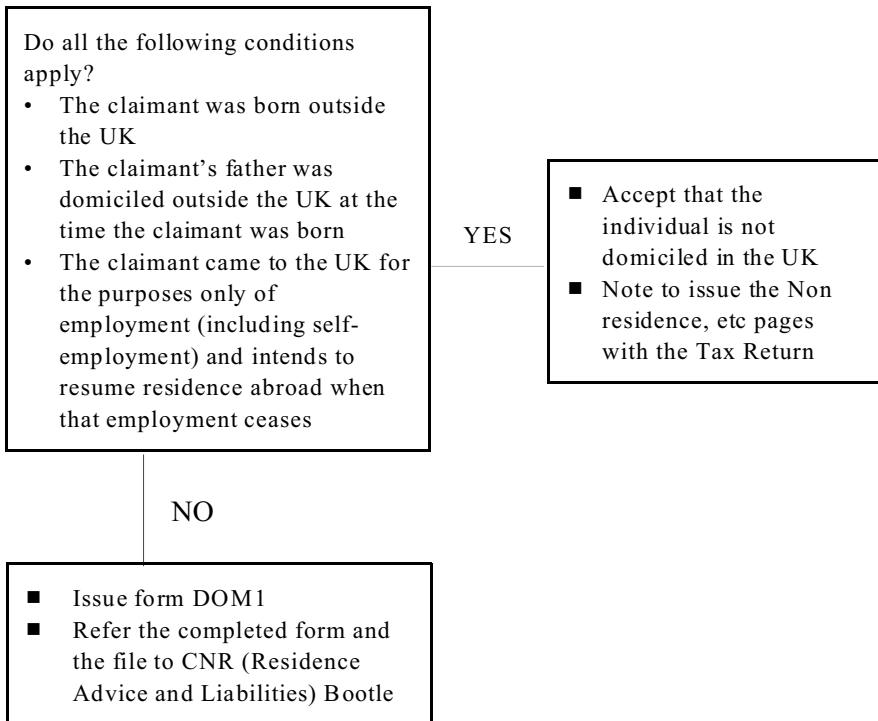 Do all the following conditions
apply?
• The claimant was born outside
the UK
• The claimant's father was
domiciled outside the UK at the
time the claimant was born
• The claimant came to the UK for
the purposes only of
employment (including self-
employment) and intends to
resume residence abroad when
that employment ceases
YES
■ Accept that the
individual is not
domiciled in the UK
■ Note to issue the Non
residence, etc pages
with the Tax Return
NO
■ Issue form DOM1
■ Refer the completed form and
the file to CNR (Residence
Advice and Liabilities) Bootle